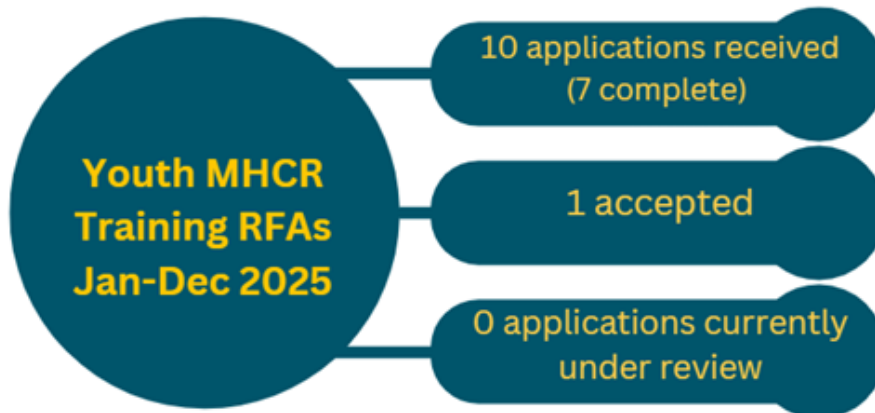 Youth MHCR
Training RFAs
Jan-Dec 2025
10 applications received
(7 complete)
1 accepted
0 applications currently
under review